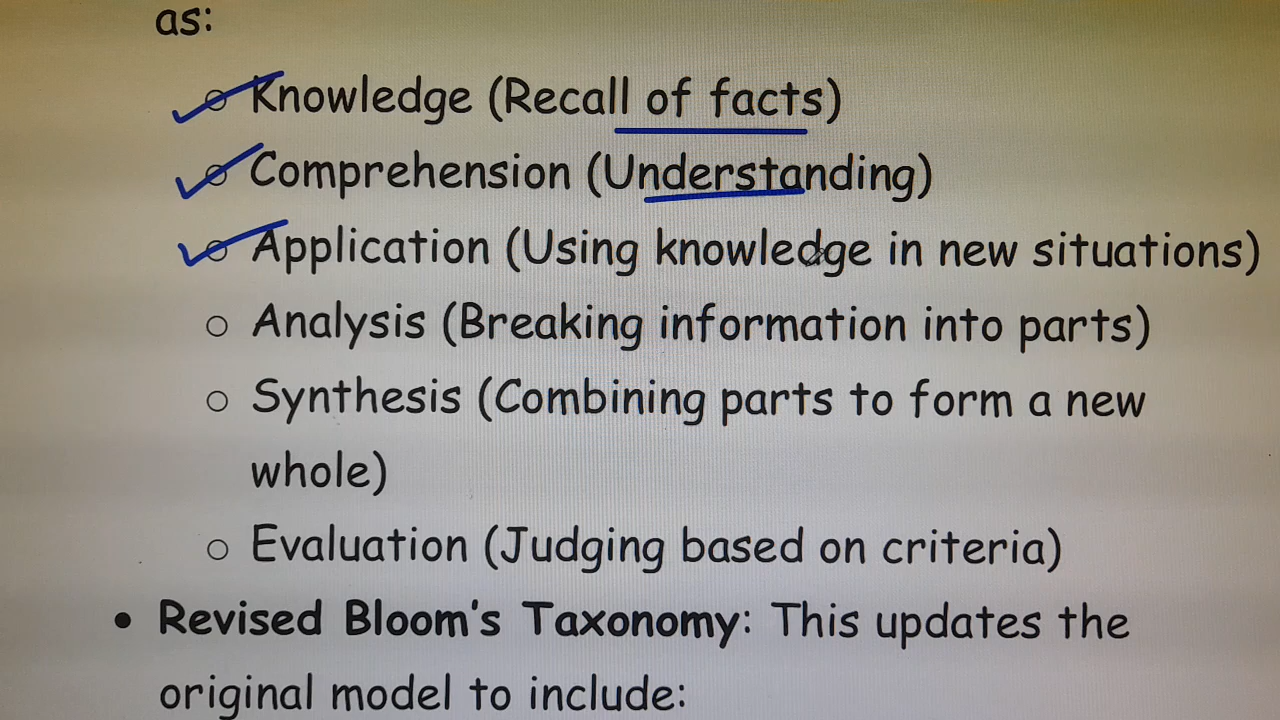 as:
○ Knowledge (Recall of facts)
○ Comprehension (Understanding)
○ Application (Using knowledge in new situations)
○ Analysis (Breaking information into parts)
○ Synthesis (Combining parts to form a new
whole)
○ Evaluation (Judging based on criteria)
• Revised Bloom's Taxonomy: This updates the
original model to include: